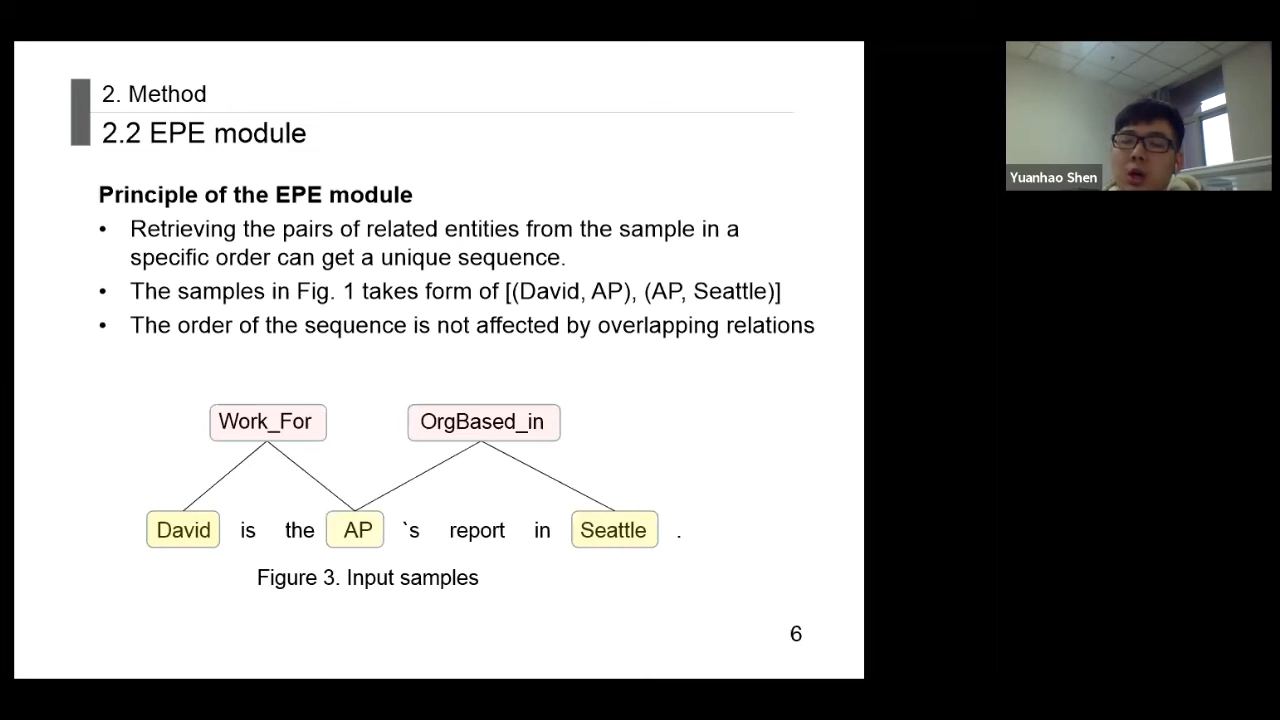 2. Method
2.2 EPE module
Principle of the EPE module
• Retrieving the pairs of related entities from the sample in a
specific order can get a unique sequence.
• The samples in Fig. 1 takes form of [(David, AP), (AP, Seattle)]
• The order of the sequence is not affected by overlapping relations
Work_For OrgBased_in
David is the AP `s report in Seattle .
Figure 3. Input samples
6
Yuanhao Shen